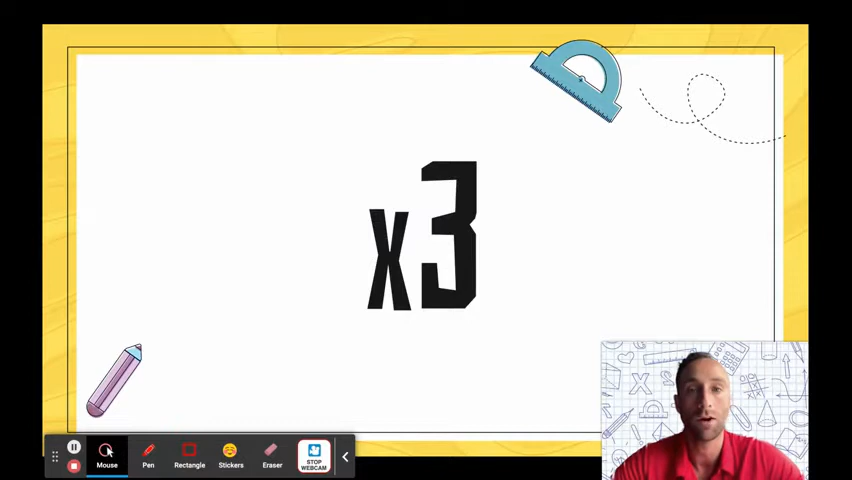 x3
Mouse
Pen
Rectangle
Stickers
Eraser
STOP
WEBCAM